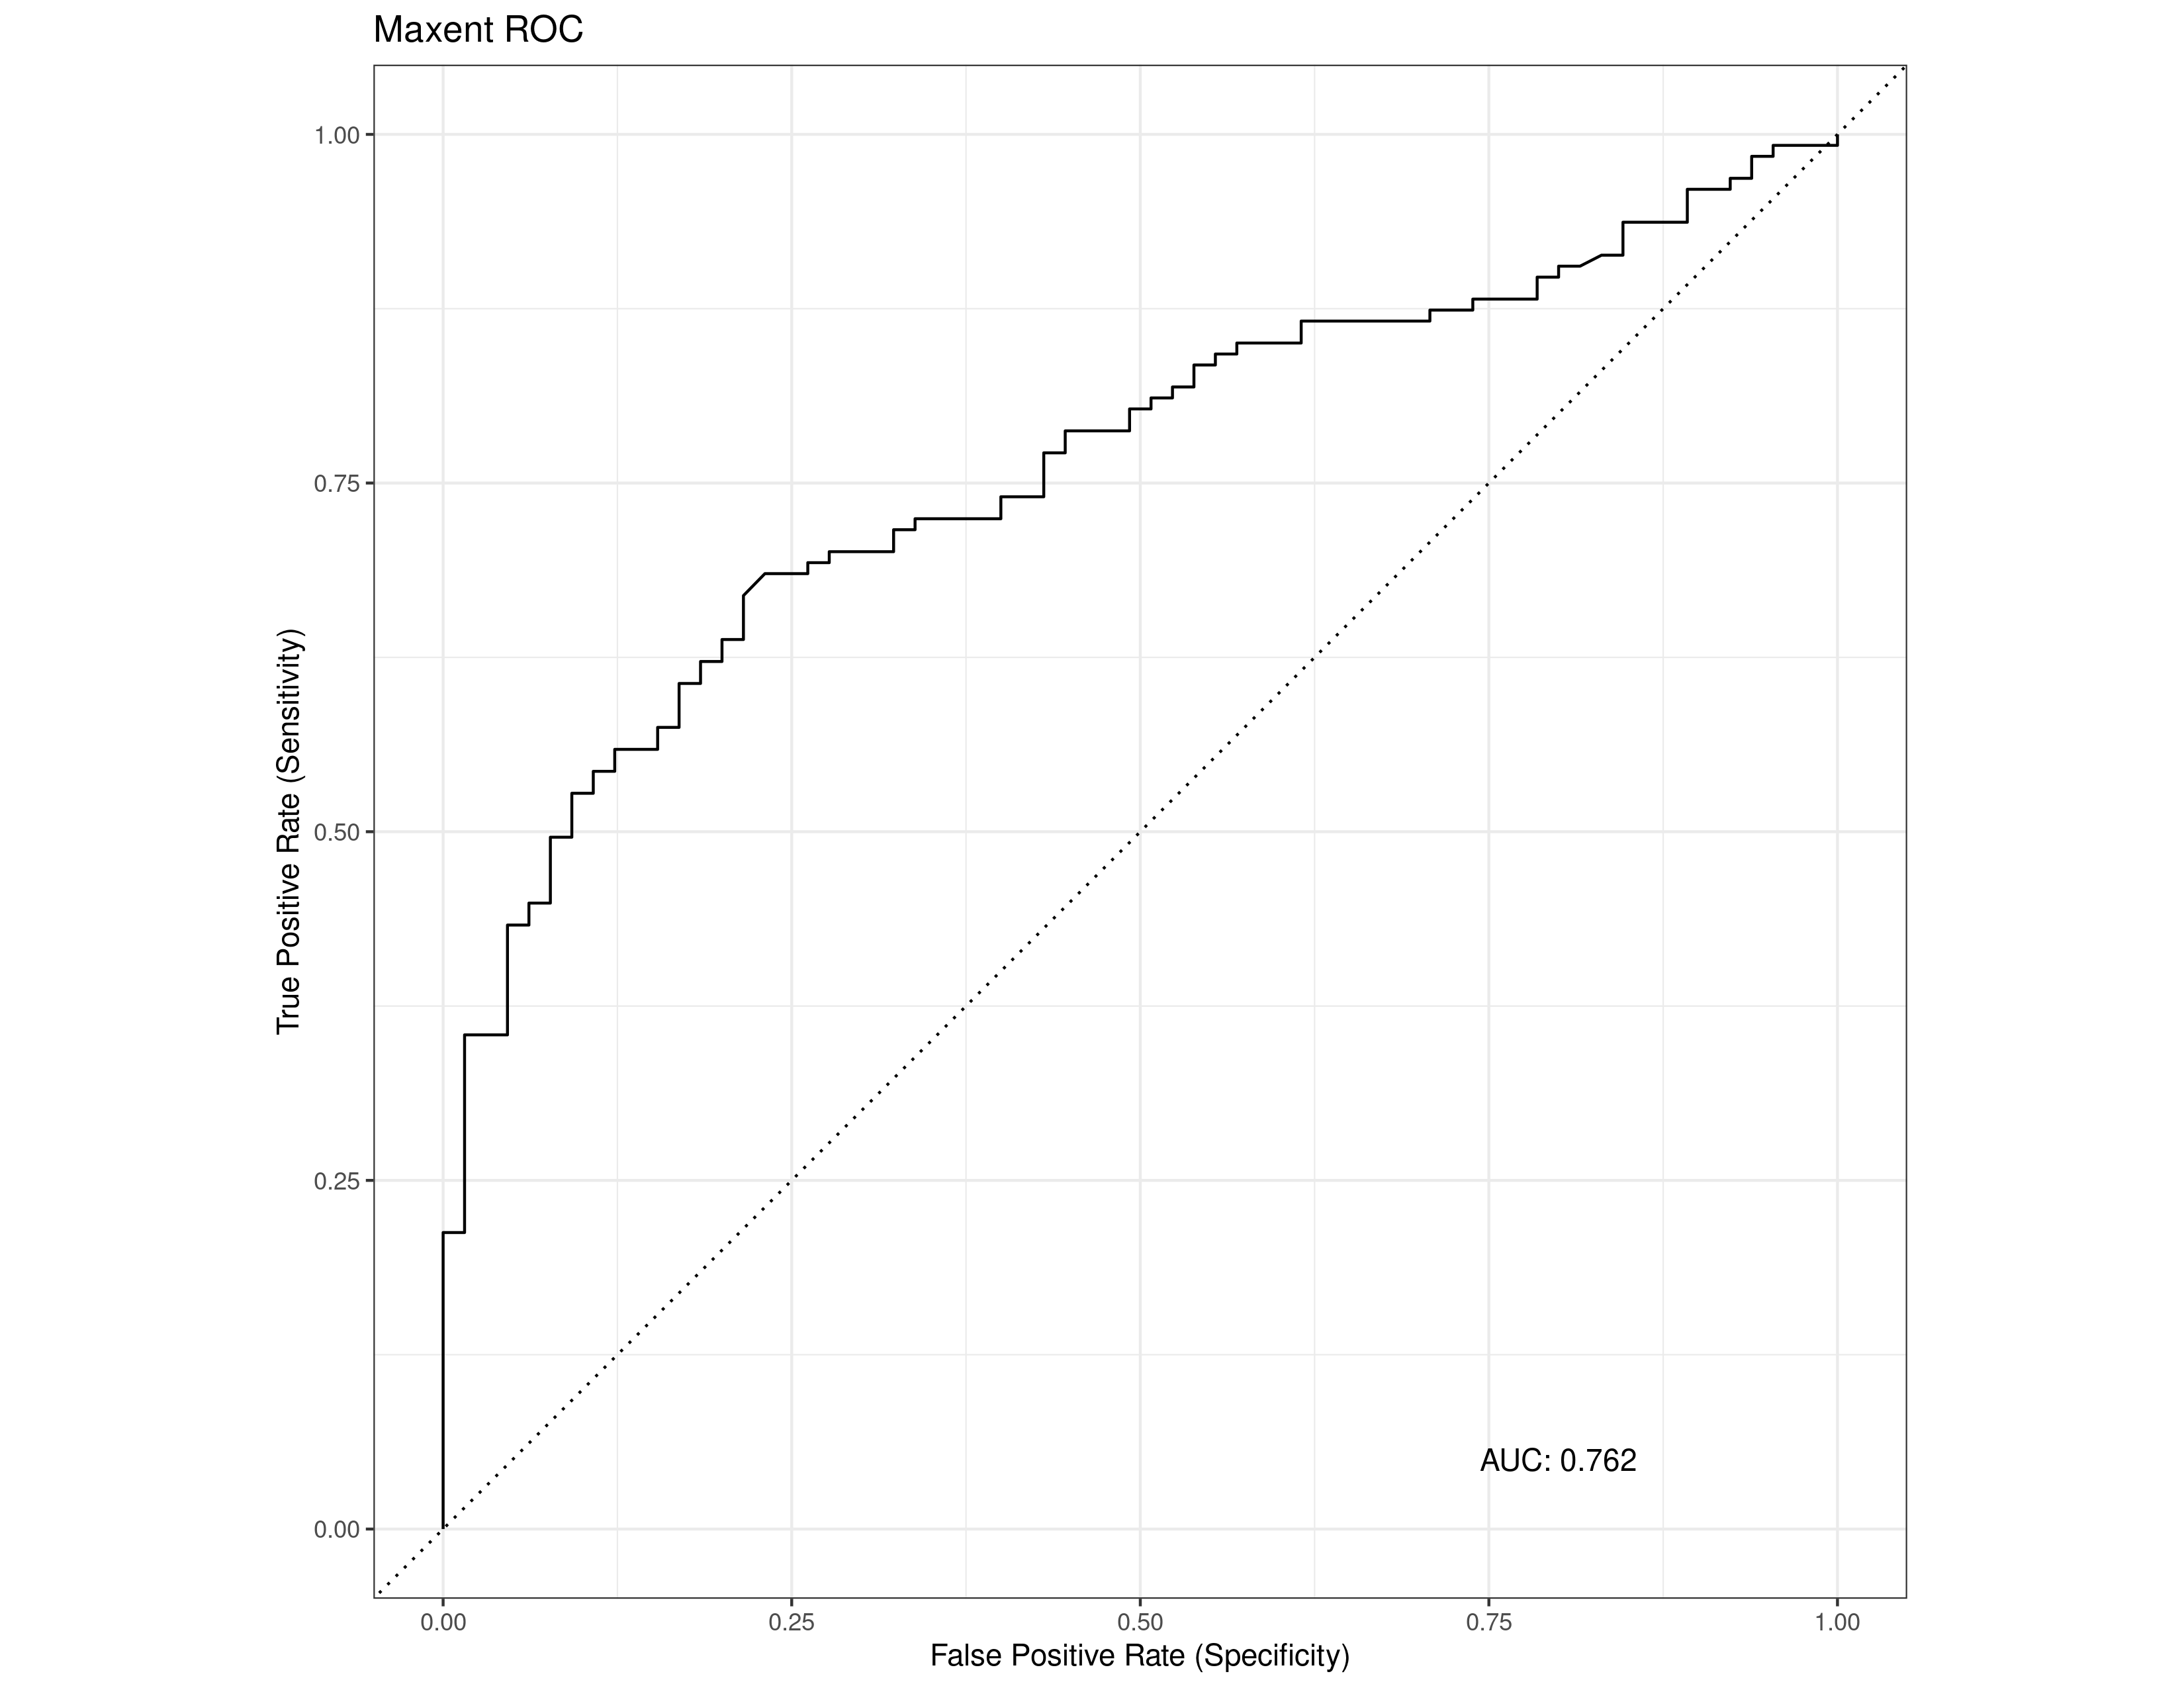 Maxent ROC
1.00
0.75
0.50
0.25
0.00
True Positive Rate (Sensitivity)
AUC: 0.762
0.00
0.25
0.50
0.75
1.00
False Positive Rate (Specificity)